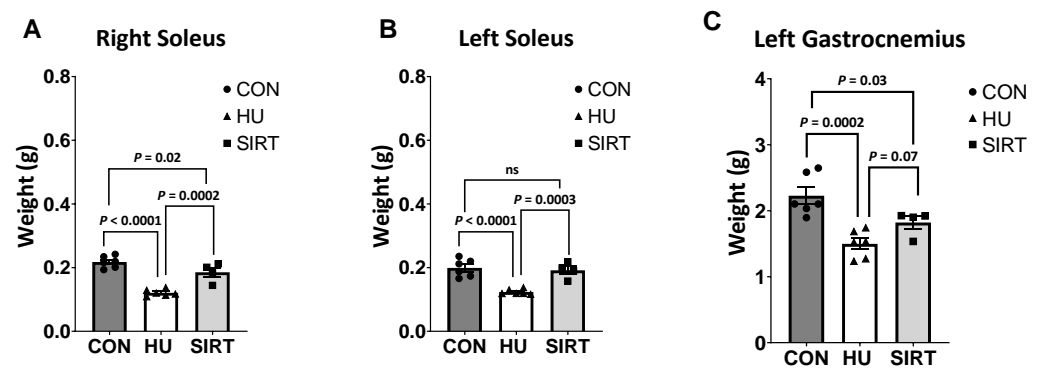 A
Right Soleus
0.8
0.6
0.4
0.2
0.0
Weight (g)
CON
HU
SIRT
P = 0.02
P = 0.0002
P < 0.0001
CON HU SIRT
B
Left Soleus
0.8
0.6
0.4
0.2
0.0
Weight (g)
CON
HU
SIRT
ns
P = 0.0003
P < 0.0001
CON HU SIRT
C
Left Gastrocnemius
4
3
2
1
0
Weight (g)
CON
HU
SIRT
P = 0.03
P = 0.0002
P = 0.07
CON HU SIRT